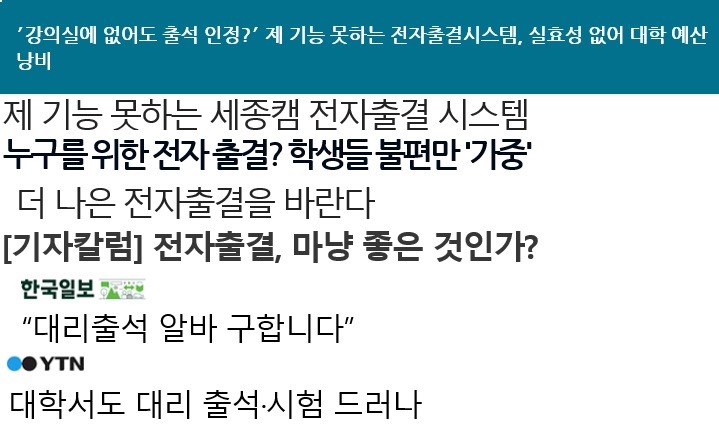 ’강의실에 없어도 출석 인정?’ 제 기능 못하는 전자출결시스템, 실효성 없어 대학 예산
낭비
제 기능 못하는 세종캠 전자출결 시스템
누구를 위한 전자 출결? 학생들 불편만 '가중'
더 나은 전자출결을 바란다
[기자칼럼] 전자출결, 마냥 좋은 것인가?
한국일보
“대리출석 알바 구합니다”
YTN
대학서도 대리 출석·시험 드러나